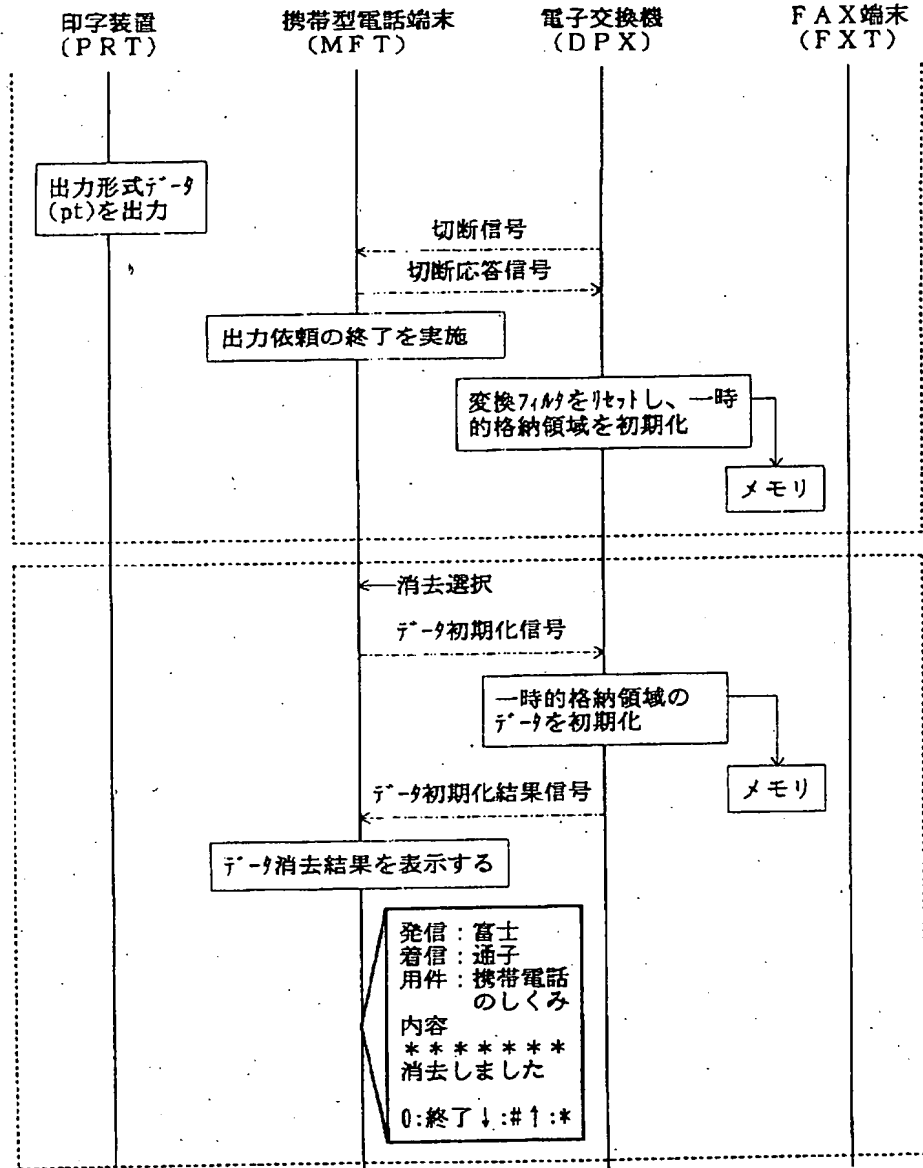 印字装置
(PRT)
携帯型電話端末
(MFT)
電子交換機
(DPX)
FAX端末
(FXT)
出力形式ﾃﾞｰﾀ
(pt)を出力
切断信号
切断応答信号
出力依頼の終了を実施
変換ﾌｨﾙﾀをﾘｾｯﾄし、一時
的格納領域を初期化
メモリ
消去選択
ﾃﾞｰﾀ初期化信号
一時的格納領域の
ﾃﾞｰﾀを初期化
メモリ
ﾃﾞｰﾀ初期化結果信号
ﾃﾞｰﾀ消去結果を表示する
発信:富士
着信:通子
用件:携帯電話
のしくみ
内容
*******
消去しました
0:終了↓:#↑:*